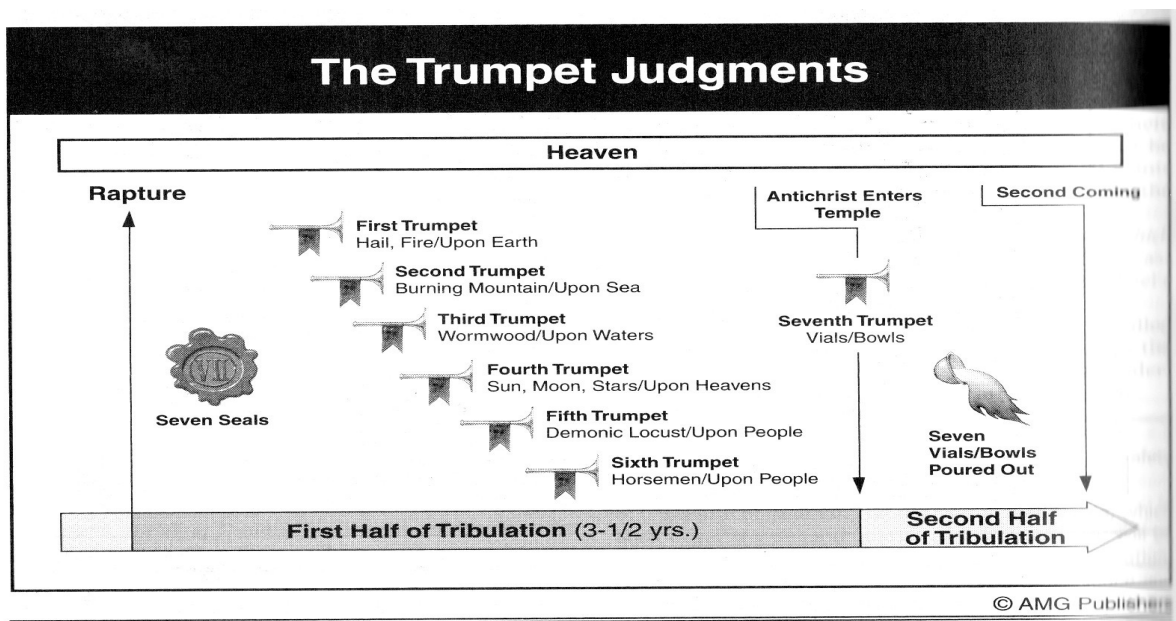 The Trumpet Judgments
Heaven
Rapture
First Trumpet
Hail, Fire/Upon Earth
Second Trumpet
Burning Mountain/Upon Sea
Third Trumpet
Wormwood/Upon Waters
Fourth Trumpet
Sun, Moon, Stars/Upon Heavens
Fifth Trumpet
Demonic Locust/Upon People
Sixth Trumpet
Horsemen/Upon People
VII
Seven Seals
Antichrist Enters
Temple
Seventh Trumpet
Vials/Bowls
Second Coming
Seven
Vials/Bowls
Poured Out
First Half of Tribulation (3-1/2 yrs.)
Second Half
of Tribulation
© AMG Publishers